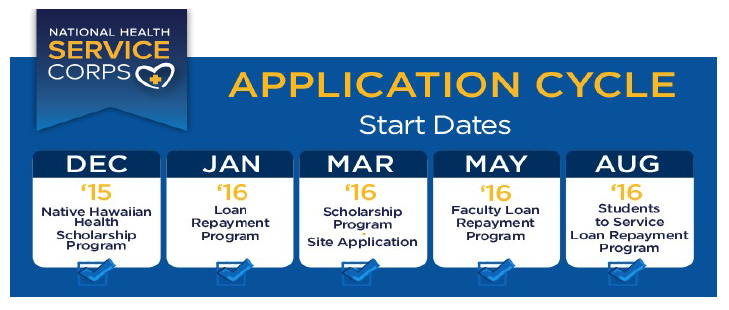 NATIONAL HEALTH
SERVICE
CORPS
APPLICATION CYCLE
Start Dates
DEC
‘15
Native Hawaiian
Health
Scholarship
Program
JAN
‘16
Loan
Repayment
Program
MAR
‘16
Scholarship
Program
Site Application
MAY
‘16
Faculty Loan
Repayment
Program
AUG
‘16
Students
to Service
Loan Repayment
Program